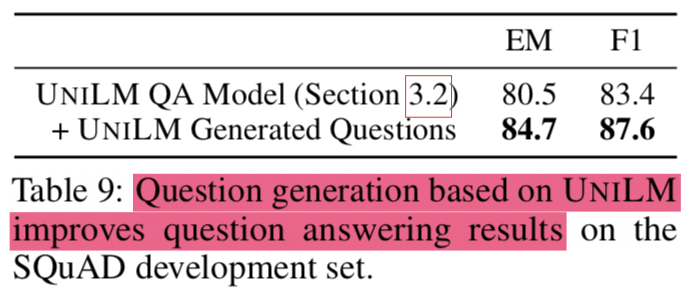 EM F1
UNILM QA Model (Section 3.2) 80.5 83.4
+ UNILM Generated Questions 84.7 87.6
Table 9: Question generation based on UNILM
improves question answering results on the
SQuAD development set.